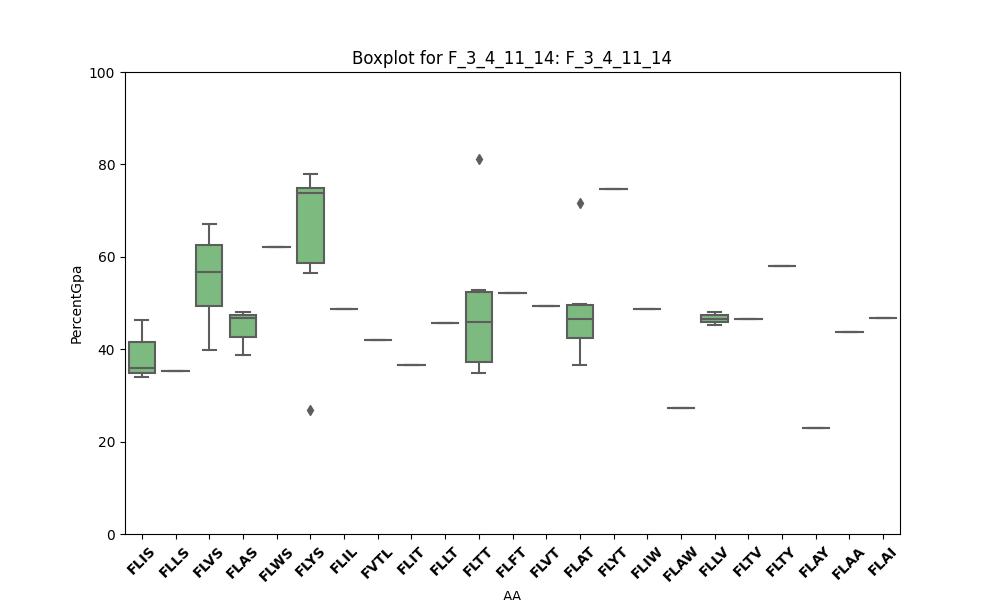 Boxplot for F_3_4_11_14: F_3_4_11_14
100
80
60
40
20
0
PercentGpa
FLIS FLLS FLVS FLAS FLWS FLYS FLIL FVTL FLIT FLLT FLTT FLFT FLVT FLAT FLYT FLIW FLAW FLLV FLTV FLTY FLAY FLAA FLAI
AA